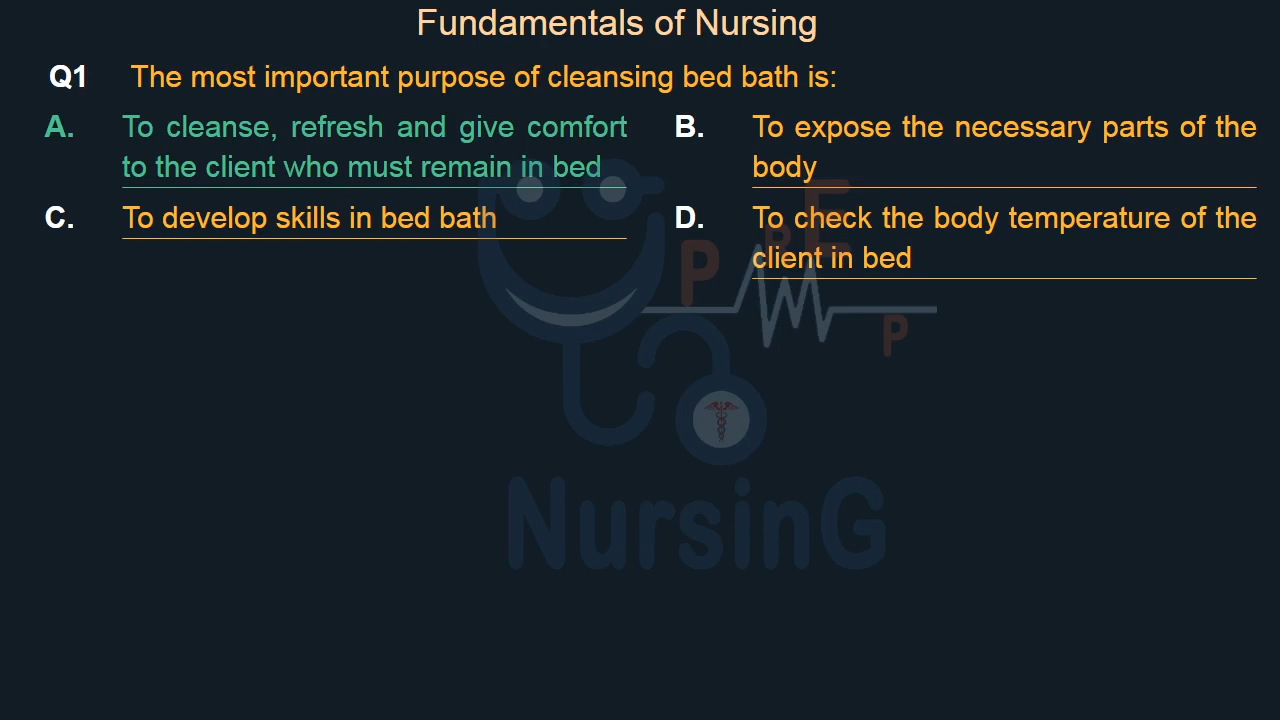 Fundamentals of Nursing
Q1 The most important purpose of cleansing bed bath is:
A. To cleanse, refresh and give comfort
to the client who must remain in bed
B. To expose the necessary parts of the
body
C. To develop skills in bed bath
D. To check the body temperature of the
client in bed
P R E P
NursinG